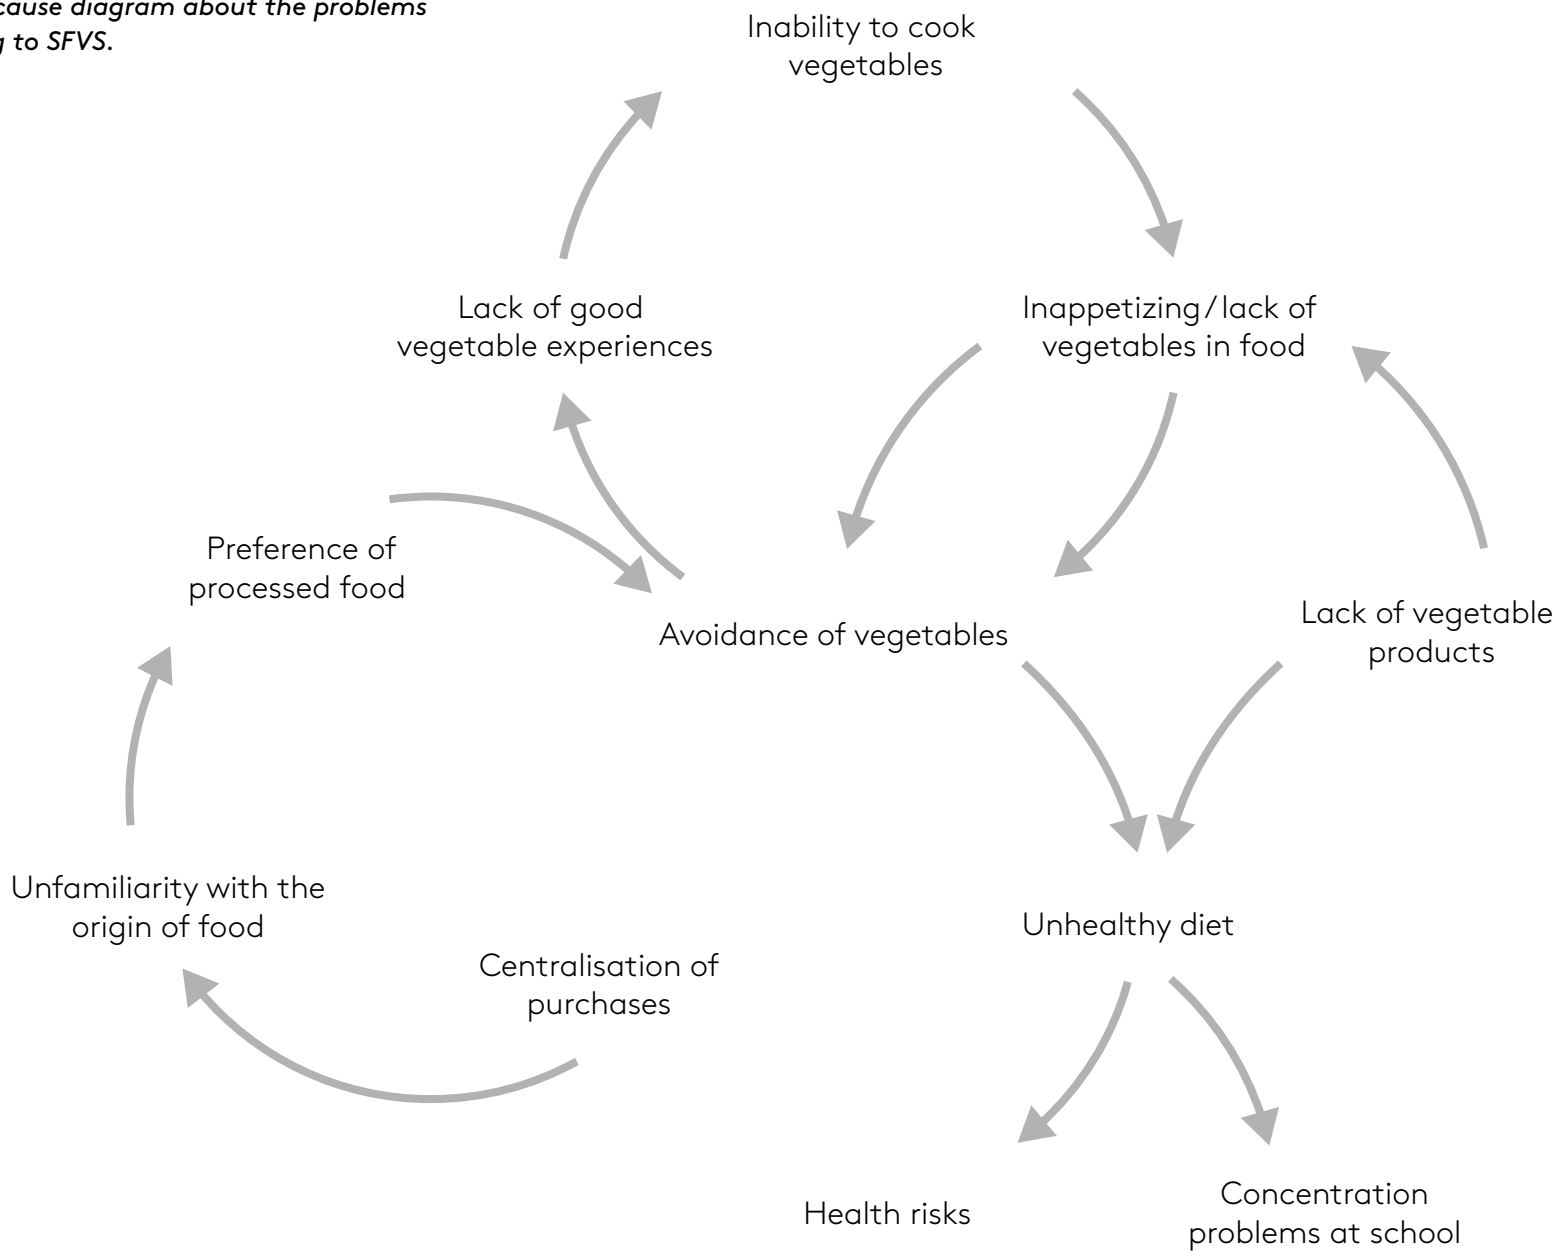 cause diagram about the problems
to SFVS.
Inability to cook
vegetables
Lack of good
vegetable experiences
Inappetizing / lack of
vegetables in food
Preference of
processed food
Avoidance of vegetables
Lack of vegetable
products
Unfamiliarity with the
origin of food
Centralisation of
purchases
Unhealthy diet
Health risks
Concentration
problems at school